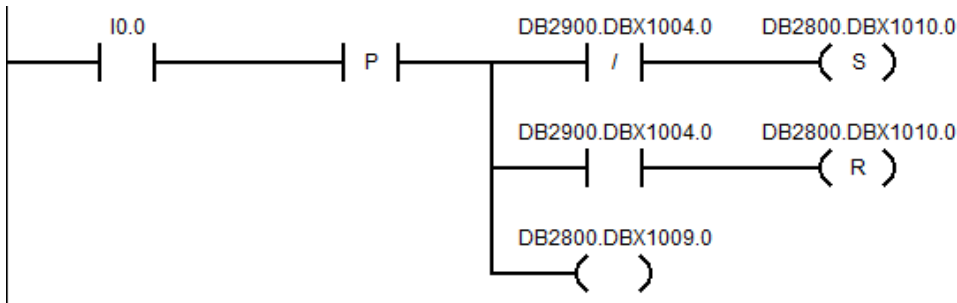 I0.0
DB2900.DBX1004.0 DB2800.DBX1010.0
P / S
DB2900.DBX1004.0 DB2800.DBX1010.0
R
DB2800.DBX1009.0